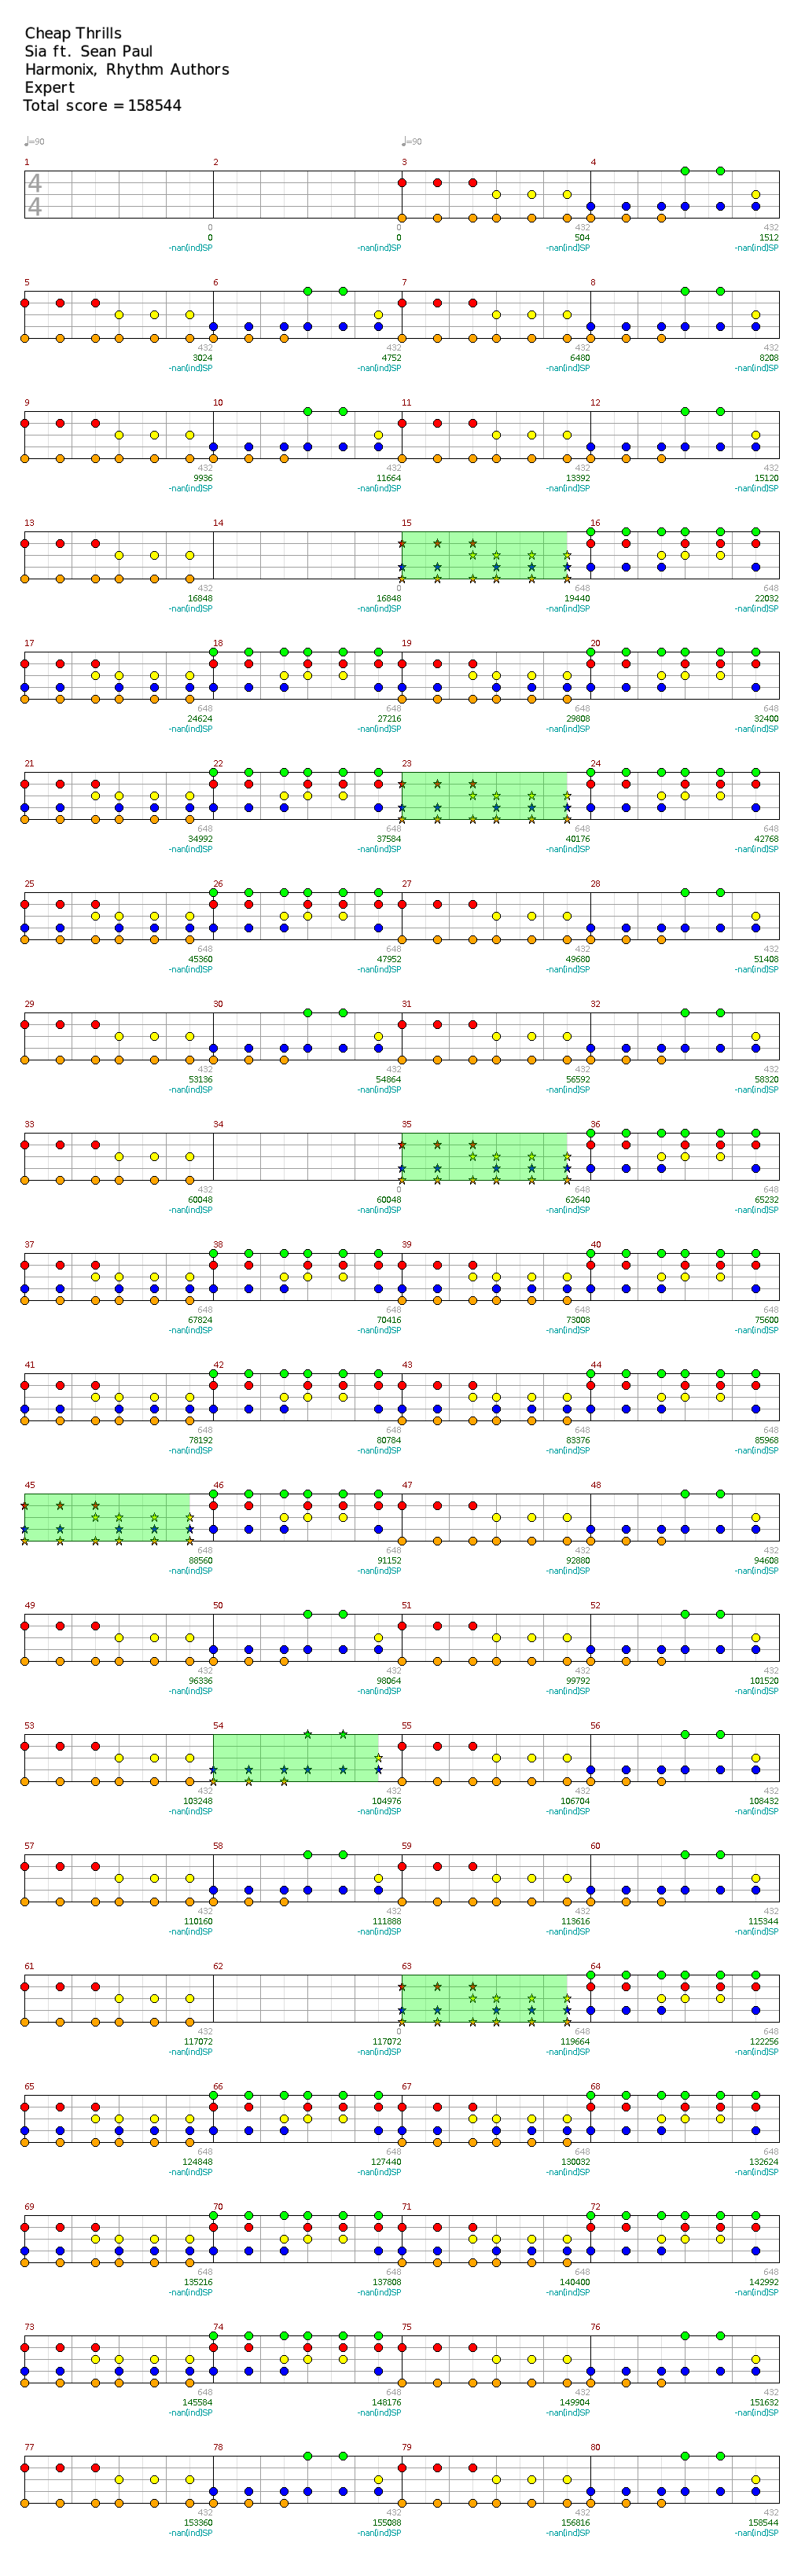 Cheap Thrills
Sia ft. Sean Paul
Harmonix, Rhythm Authors
Expert
Total score = 158544
♩=90 ♩=90
1 2 3 4
4
4
0 0 432 432
0 0 504 1512
-nan(ind)SP -nan(ind)SP -nan(ind)SP -nan(ind)SP
5 6 7 8
432 432 432 432
3024 4752 6480 8208
-nan(ind)SP -nan(ind)SP -nan(ind)SP -nan(ind)SP
9 10 11 12
432 432 432 432
9936 11664 13392 15120
-nan(ind)SP -nan(ind)SP -nan(ind)SP -nan(ind)SP
13 14 15 16
432 0 648 648
16848 16848 19440 22032
-nan(ind)SP -nan(ind)SP -nan(ind)SP -nan(ind)SP
17 18 19 20
648 648 648 648
24624 27216 29808 32400
-nan(ind)SP -nan(ind)SP -nan(ind)SP -nan(ind)SP
21 22 23 24
648 648 648 648
34992 37584 40176 42768
-nan(ind)SP -nan(ind)SP -nan(ind)SP -nan(ind)SP
25 26 27 28
648 648 432 432
45360 47952 49680 51408
-nan(ind)SP -nan(ind)SP -nan(ind)SP -nan(ind)SP
29 30 31 32
432 432 432 432
53136 54864 56592 58320
-nan(ind)SP -nan(ind)SP -nan(ind)SP -nan(ind)SP
33 34 35 36
432 0 648 648
60048 60048 62640 65232
-nan(ind)SP -nan(ind)SP -nan(ind)SP -nan(ind)SP
37 38 39 40
648 648 648 648
67824 70416 73008 75600
-nan(ind)SP -nan(ind)SP -nan(ind)SP -nan(ind)SP
41 42 43 44
648 648 648 648
78192 80784 83376 85968
-nan(ind)SP -nan(ind)SP -nan(ind)SP -nan(ind)SP
45 46 47 48
648 648 432 432
88560 91152 92880 94608
-nan(ind)SP -nan(ind)SP -nan(ind)SP -nan(ind)SP
49 50 51 52
432 432 432 432
96336 98064 99792 101520
-nan(ind)SP -nan(ind)SP -nan(ind)SP -nan(ind)SP
53 54 55 56
432 432 432 432
103248 104976 106704 108432
-nan(ind)SP -nan(ind)SP -nan(ind)SP -nan(ind)SP
57 58 59 60
432 432 432 432
110160 111888 113616 115344
-nan(ind)SP -nan(ind)SP -nan(ind)SP -nan(ind)SP
61 62 63 64
432 0 648 648
117072 117072 119664 122256
-nan(ind)SP -nan(ind)SP -nan(ind)SP -nan(ind)SP
65 66 67 68
648 648 648 648
124848 127440 130032 132624
-nan(ind)SP -nan(ind)SP -nan(ind)SP -nan(ind)SP
69 70 71 72
648 648 648 648
135216 137808 140400 142992
-nan(ind)SP -nan(ind)SP -nan(ind)SP -nan(ind)SP
73 74 75 76
648 648 432 432
145584 148176 149904 151632
-nan(ind)SP -nan(ind)SP -nan(ind)SP -nan(ind)SP
77 78 79 80
432 432 432 432
153360 155088 156816 158544
-nan(ind)SP -nan(ind)SP -nan(ind)SP -nan(ind)SP